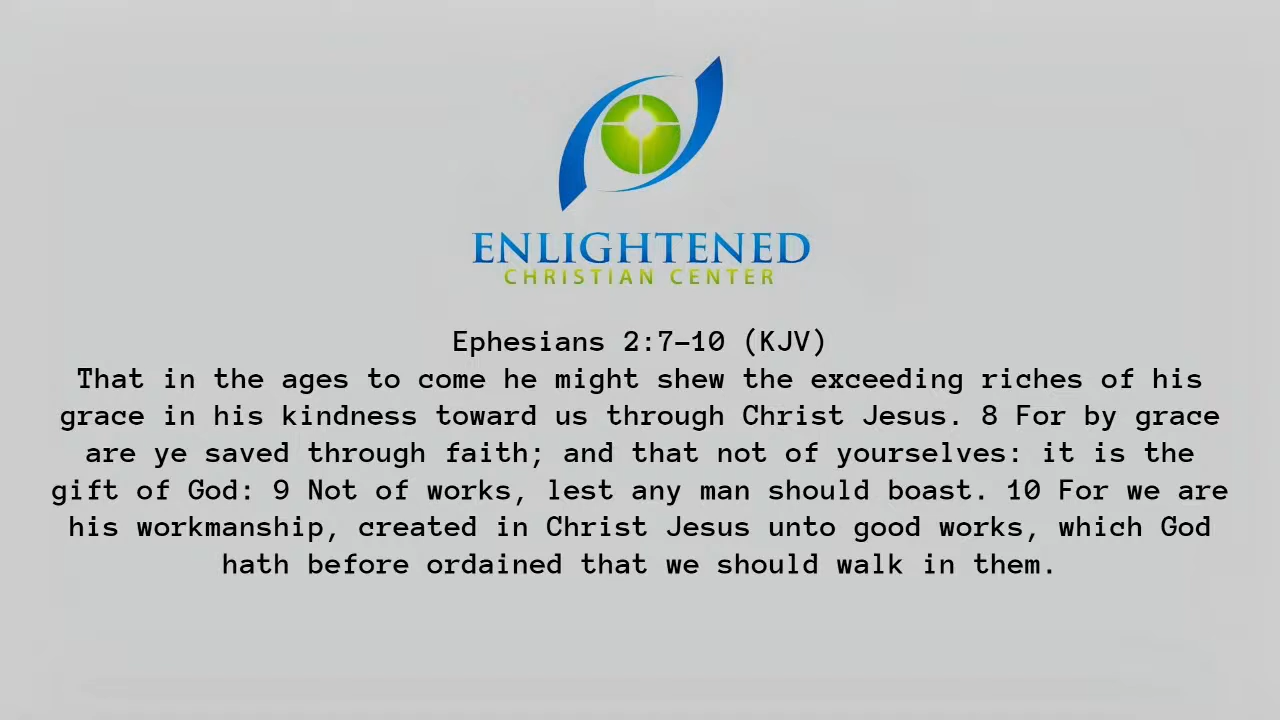 ENLIGHTENED
CHRISTIAN CENTER
Ephesians 2:7-10 (KJV)
That in the ages to come he might shew the exceeding riches of his
grace in his kindness toward us through Christ Jesus. 8 For by grace
are ye saved through faith; and that not of yourselves: it is the
gift of God: 9 Not of works, lest any man should boast. 10 For we are
his workmanship, created in Christ Jesus unto good works, which God
hath before ordained that we should walk in them.